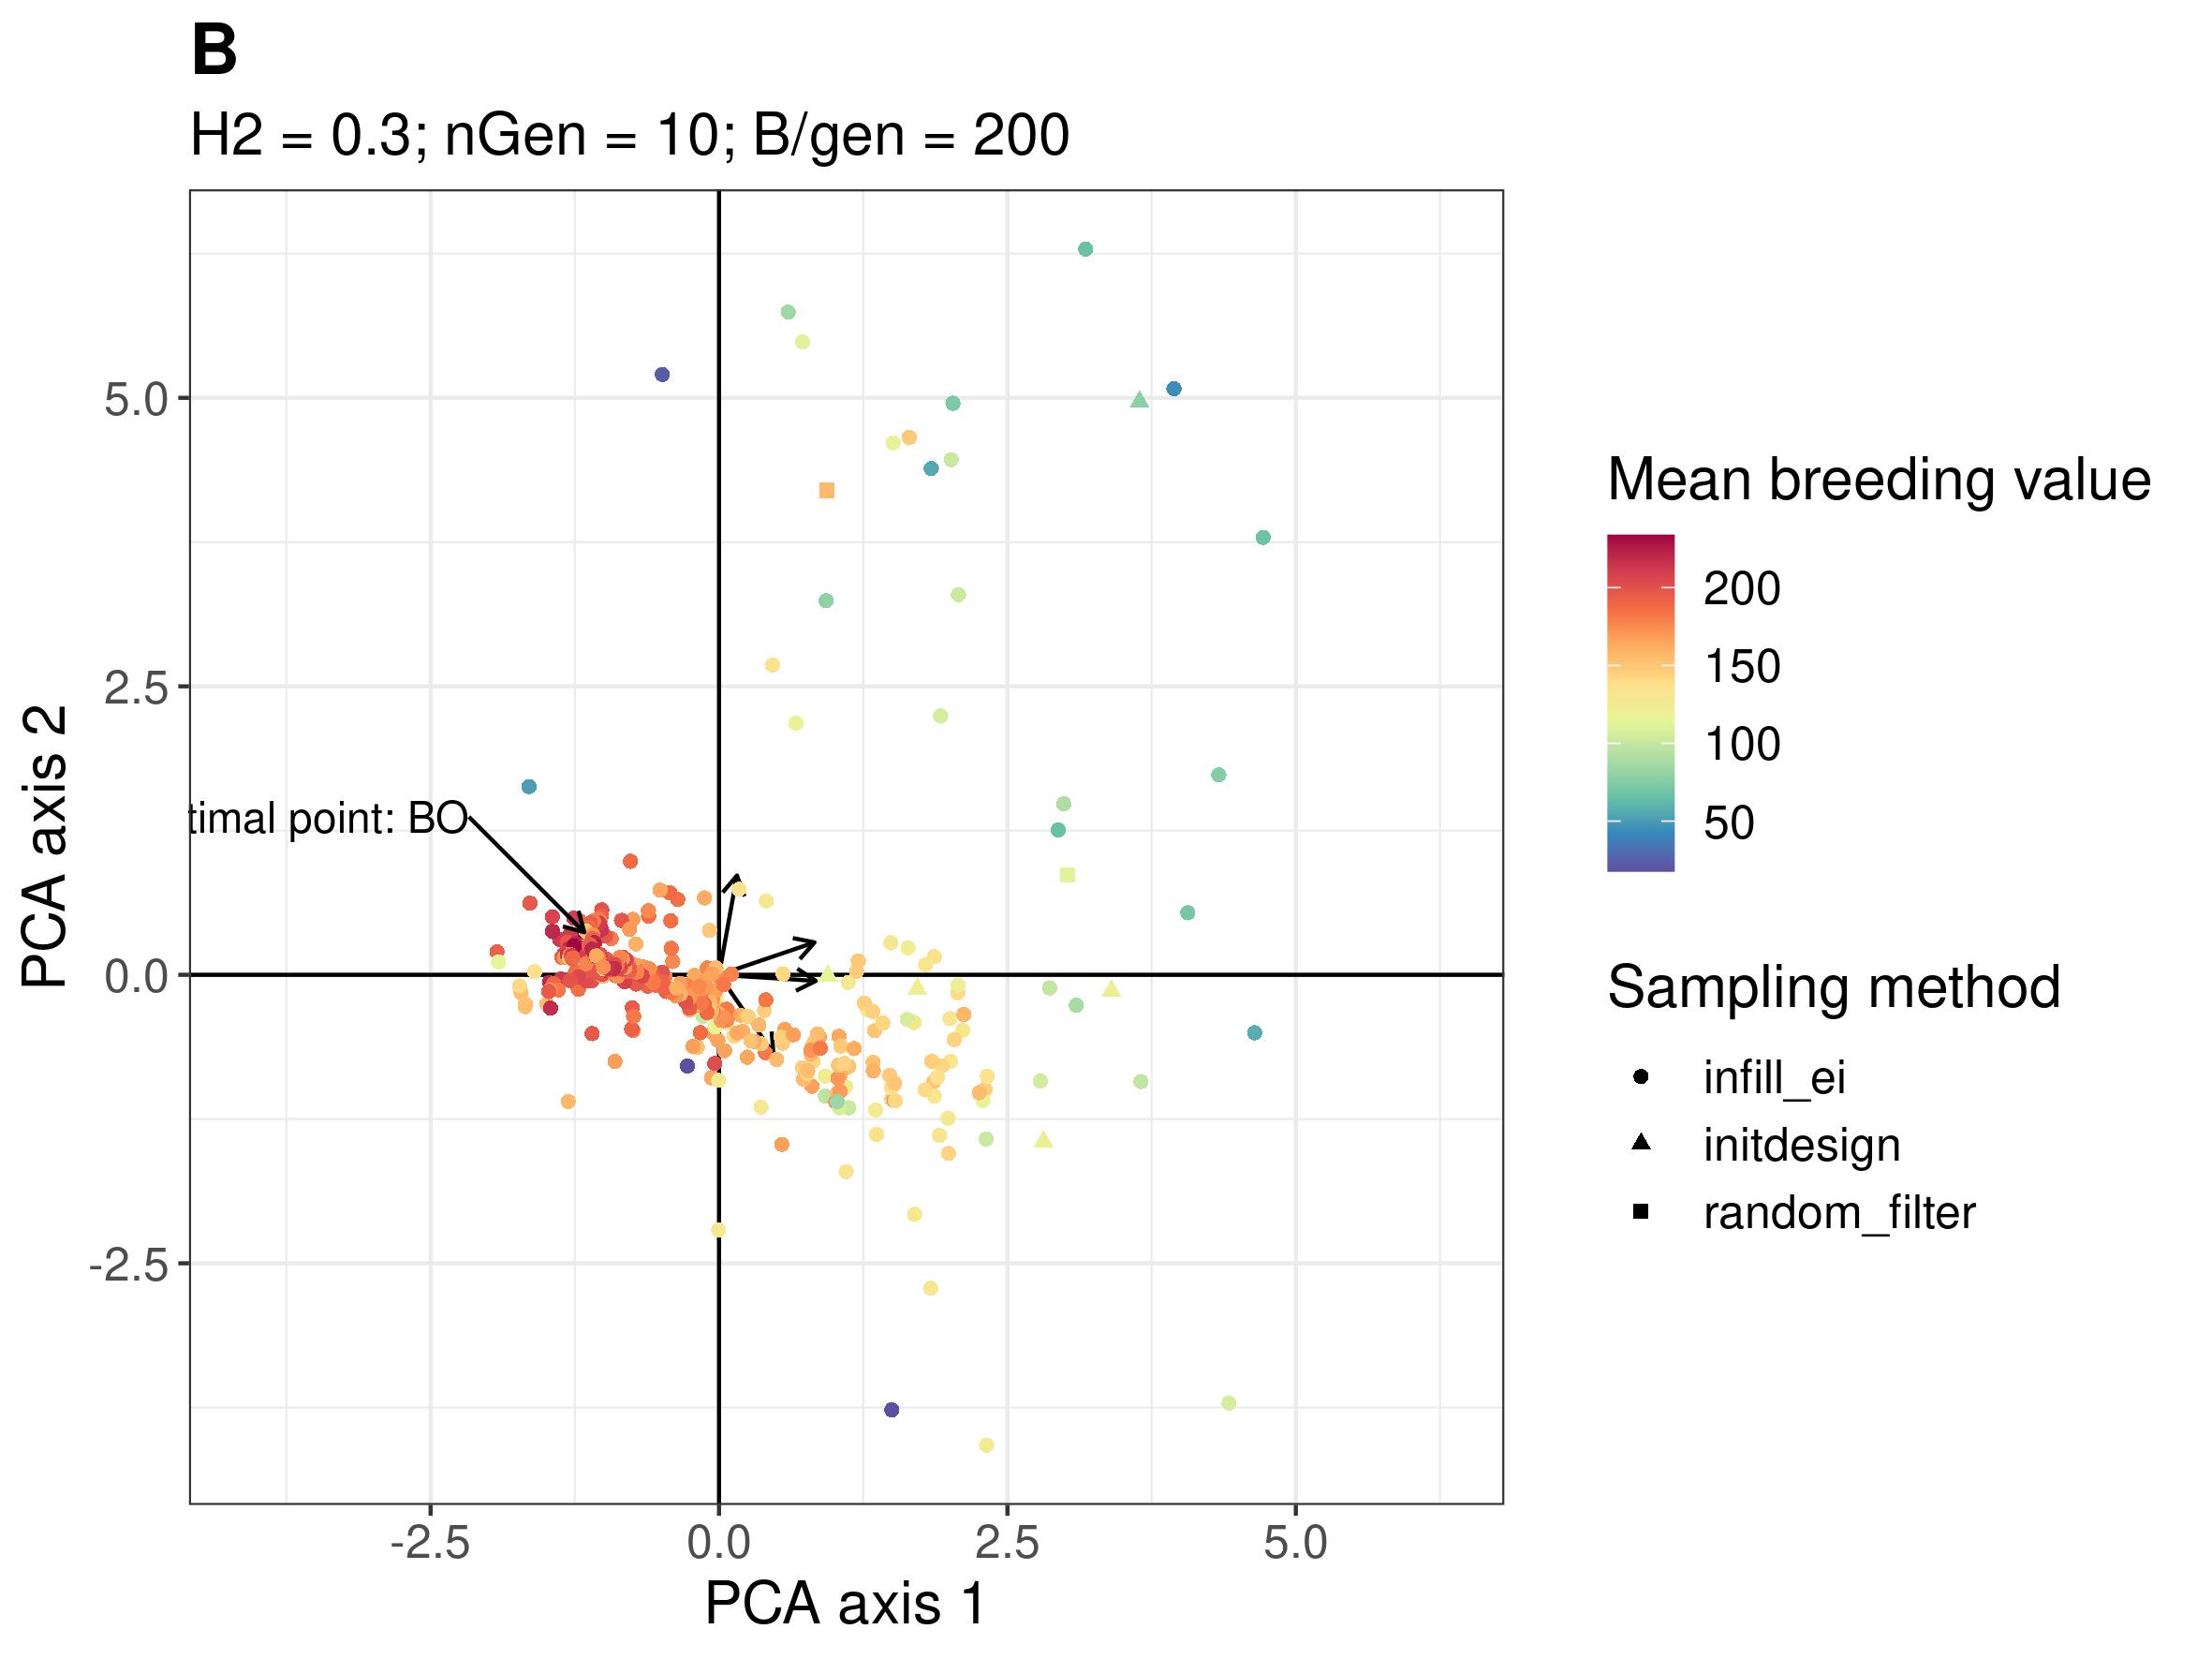 B
H2 = 0.3; nGen = 10; B/gen = 200
PCA axis 2
5.0
2.5
0.0
-2.5
timal point: BO
-2.5
0.0
2.5
5.0
PCA axis 1
Mean breeding value
200
150
100
50
Sampling method
infill_ei
initdesign
random_filter